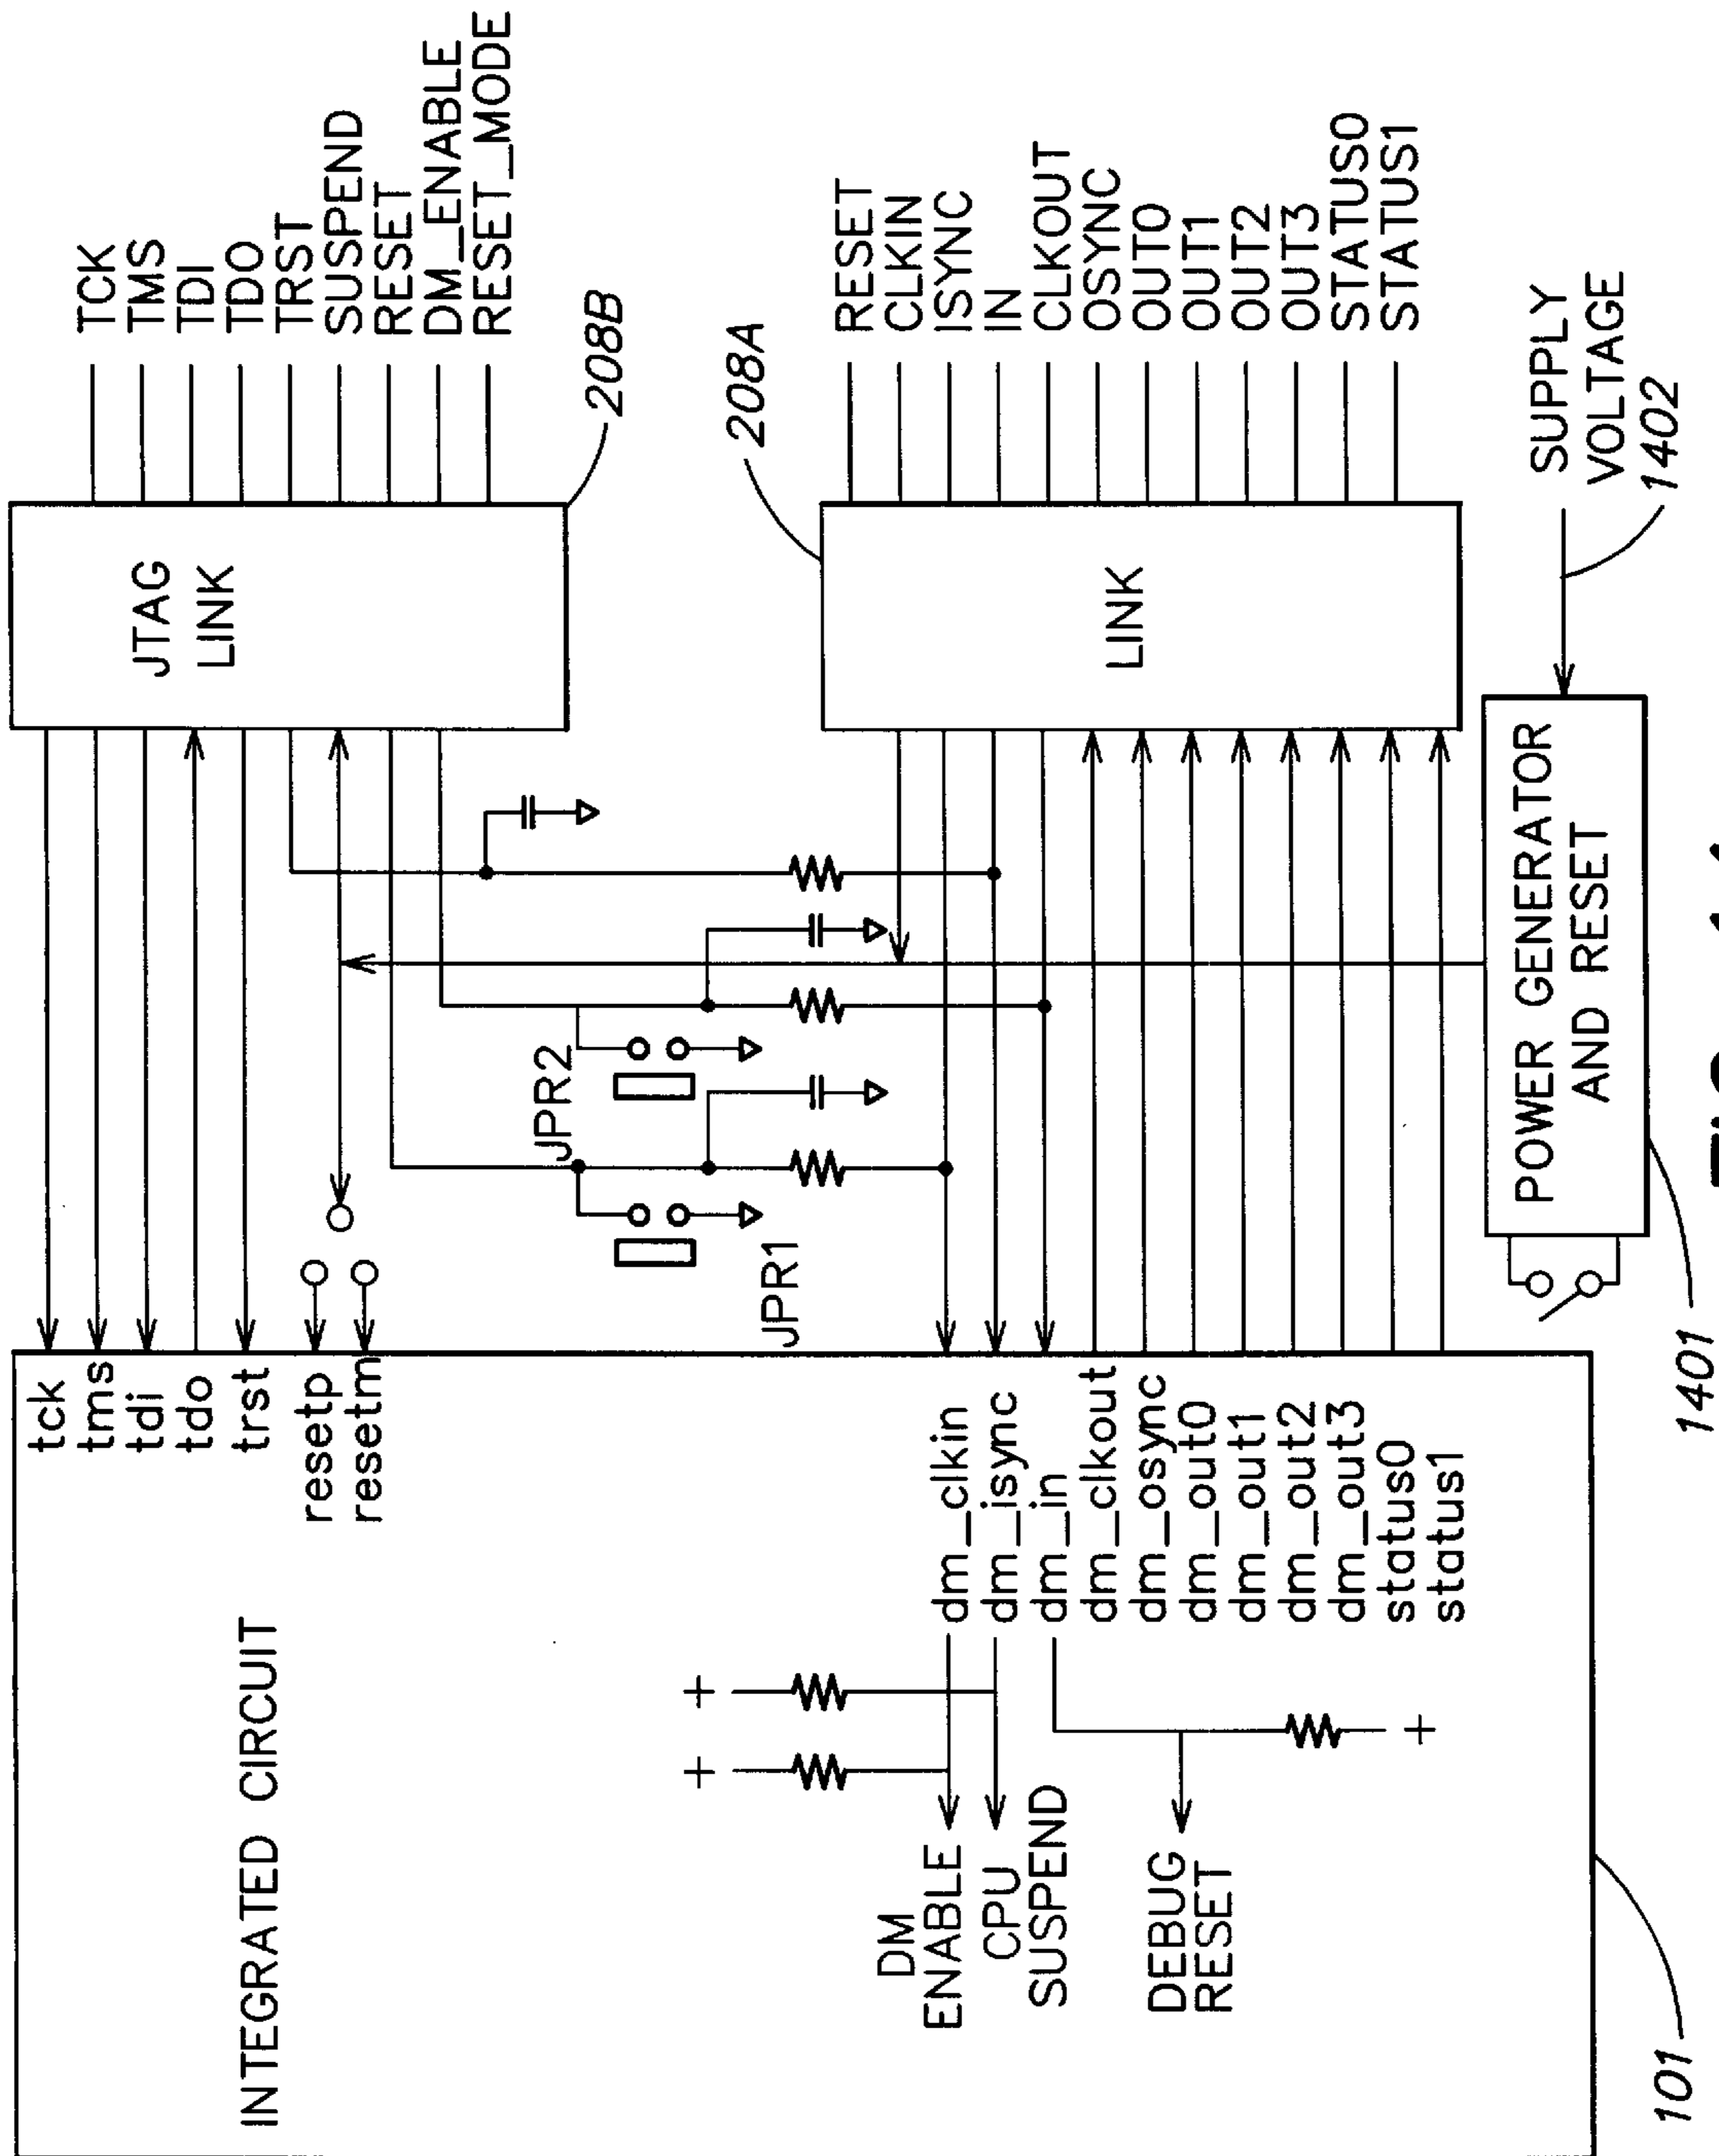 INTEGRATED CIRCUIT
tck
tms
tdi
tdo
trst
resetp
resetm
DM
ENABLE
CPU
SUSPEND
DEBUG
RESET
+
+
+
dm_clkin
dm_isync
dm_in
dm_clkout
dm_osync
dm_out0
dm_out1
dm_out2
dm_out3
status0
status1
101
JPR1
JPR2
JTAG
LINK
TCK
TMS
TDI
TDO
TRST
SUSPEND
RESET
DM_ENABLE
RESET_MODE
208B
208A
LINK
RESET
CLKIN
ISYNC
IN
CLKOUT
OSYNC
OUT0
OUT1
OUT2
OUT3
STATUS0
STATUS1
POWER GENERATOR
AND RESET
1401
SUPPLY
VOLTAGE
1402